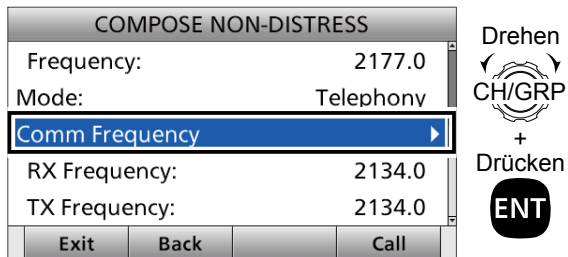 COMPOSE NON-DISTRESS
Frequency: 2177.0
Mode: Telephony
Comm Frequency
RX Frequency: 2134.0
TX Frequency: 2134.0
Exit Back Call
Drehen
CH/GRP
+
Drücken
ENT